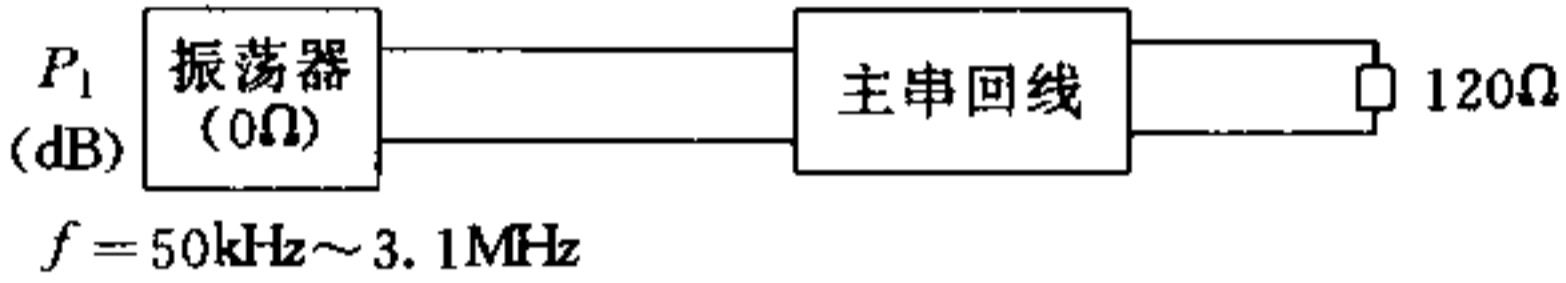 P₁
(dB)
振荡器
(0Ω)
主串回线
120Ω
f=50kHz～3.1MHz